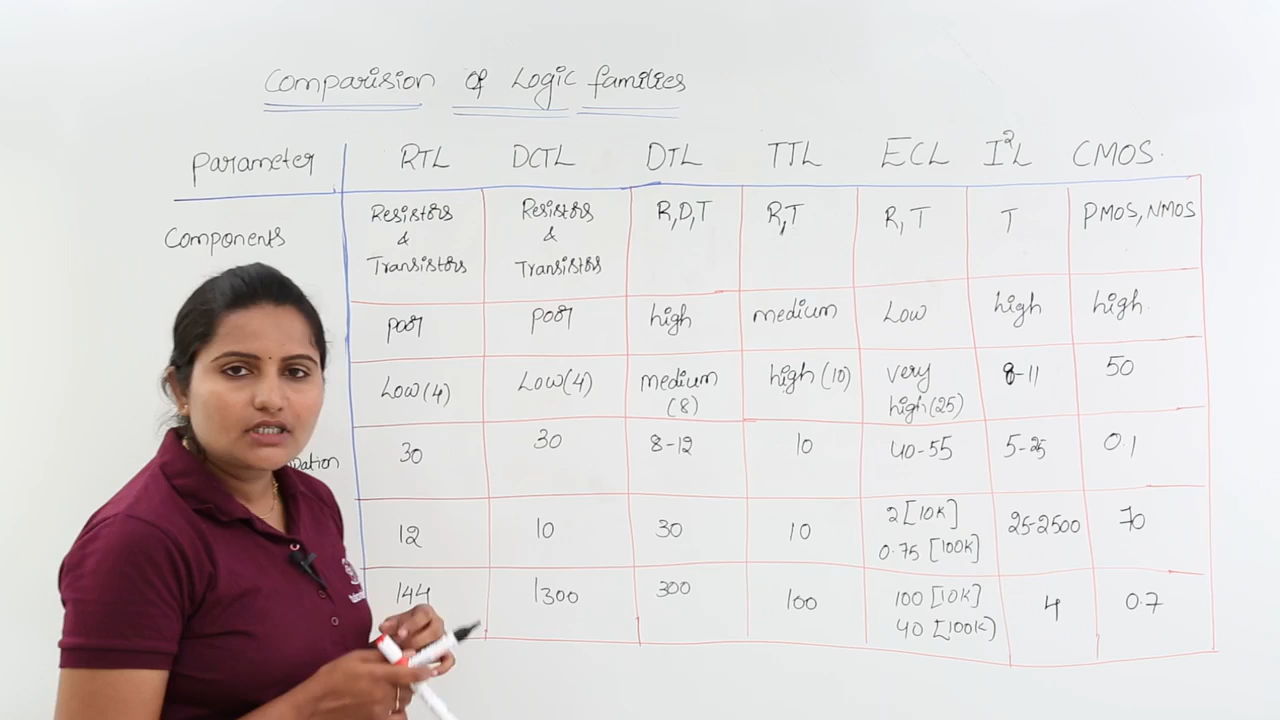 Comparision of Logic families
Parameter RTL DCTL DTL TTL ECL I²L CMOS.
Components Resistors & Transistors Resistors & Transistors R,D,T R,T R,T T PMOS, NMOS
poor poor high medium Low high high.
Low(4) Low(4) medium (8) high (10) very high(25) 8-11 50
30 30 8-12 10 40-55 5-25 0.1
12 10 30 10 2 [10K] 0.75 [100K] 25-2500 70
144 1300 300 100 100 [10K] 40 [100K] 4 0.7